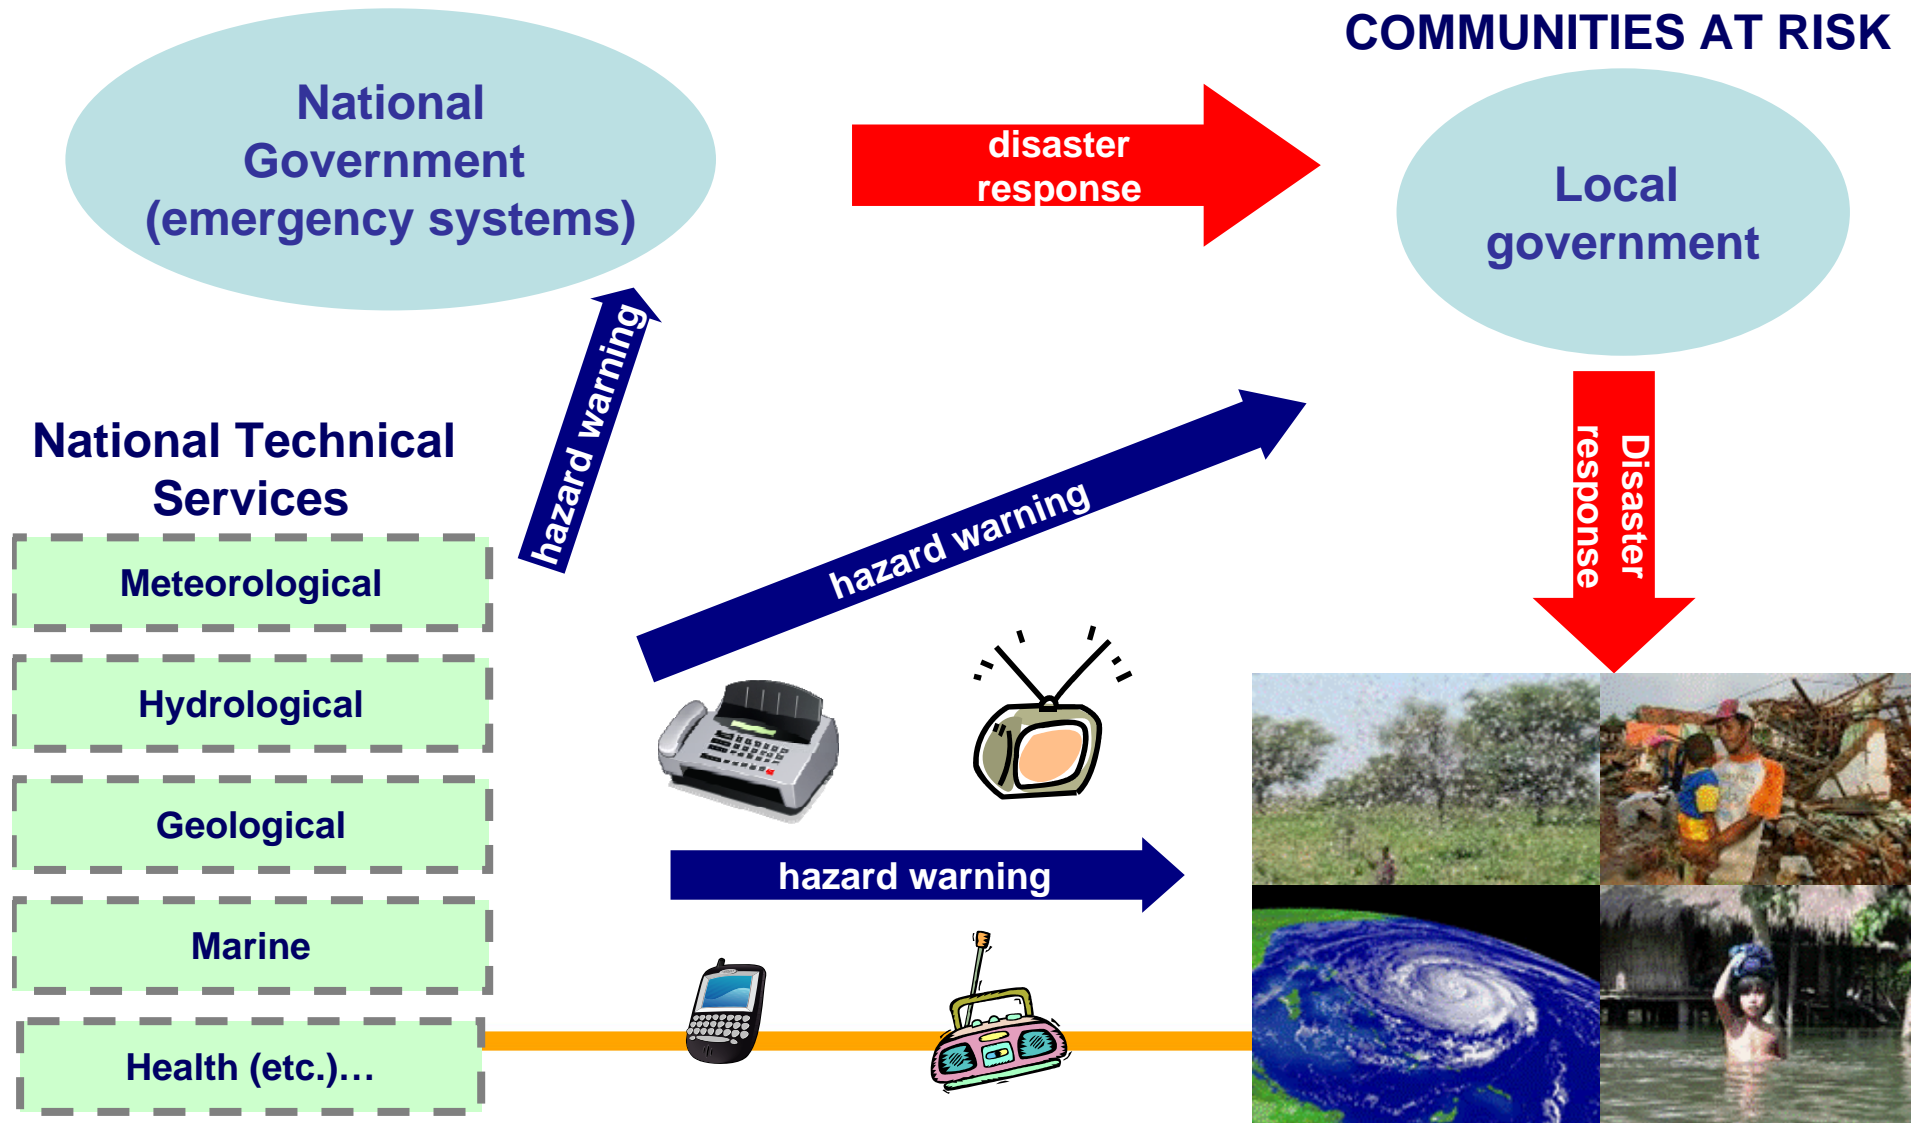 COMMUNITIES AT RISK
National
Government
(emergency systems)
disaster
response
Local
government
hazard warning
hazard warning
Disaster
response
National Technical
Services
Meteorological
Hydrological
Geological
Marine
Health (etc.)…
hazard warning